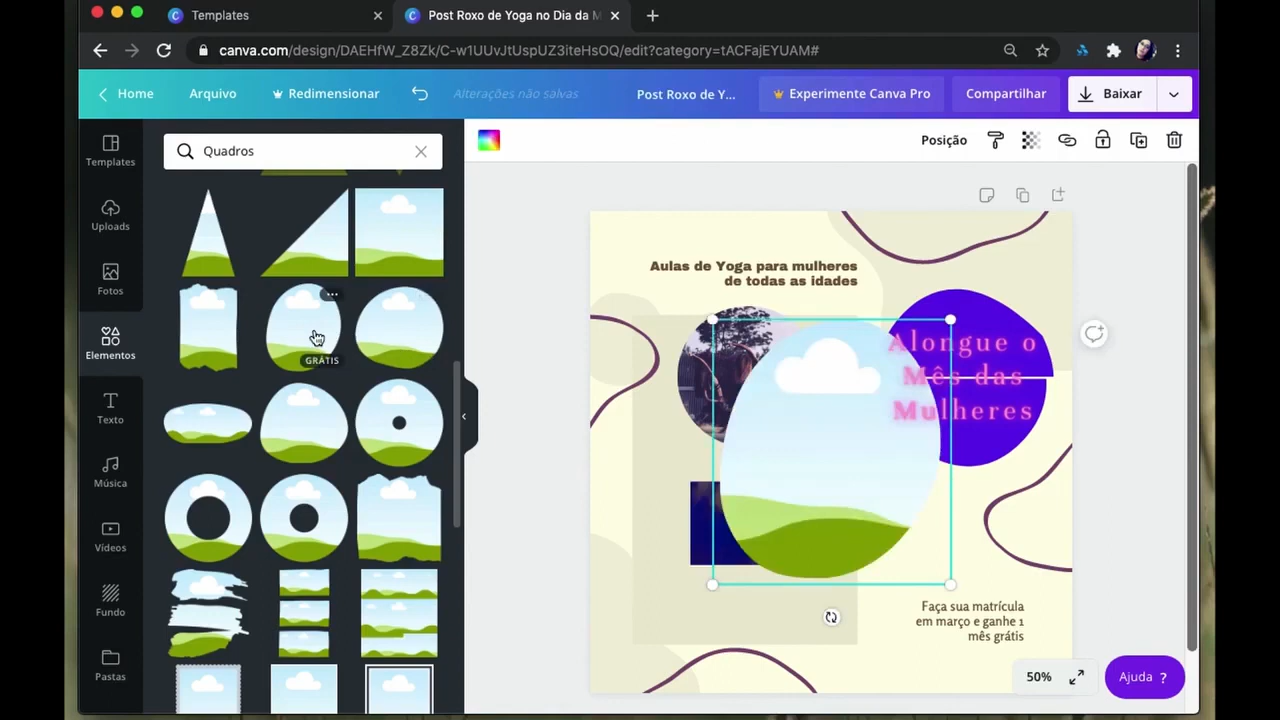 Templates
Post Roxo de Yoga no Dia da M
canva.com/design/DAEHfW_Z8Zk/C-w1UUvJtUspUZ3iteHsOQ/edit?category=tACFajEYUAM#
Home
Arquivo
Redimensionar
Alterações não salvas
Post Roxo de Y...
Experimente Canva Pro
Compartilhar
Baixar
Templates
Uploads
Fotos
Elementos
Texto
Música
Vídeos
Fundo
Pastas
Quadros
GRÁTIS
Posição
Aulas de Yoga para mulheres
de todas as idades
Alongue o
Mês das
Mulheres
Faça sua matrícula
em março e ganhe 1
mês grátis
50%
Ajuda ?